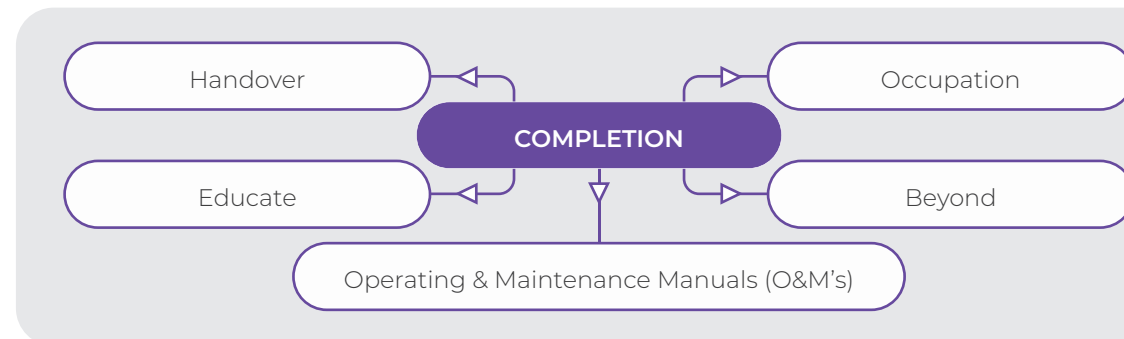 Handover
Occupation
COMPLETION
Educate
Beyond
Operating & Maintenance Manuals (O&M’s)